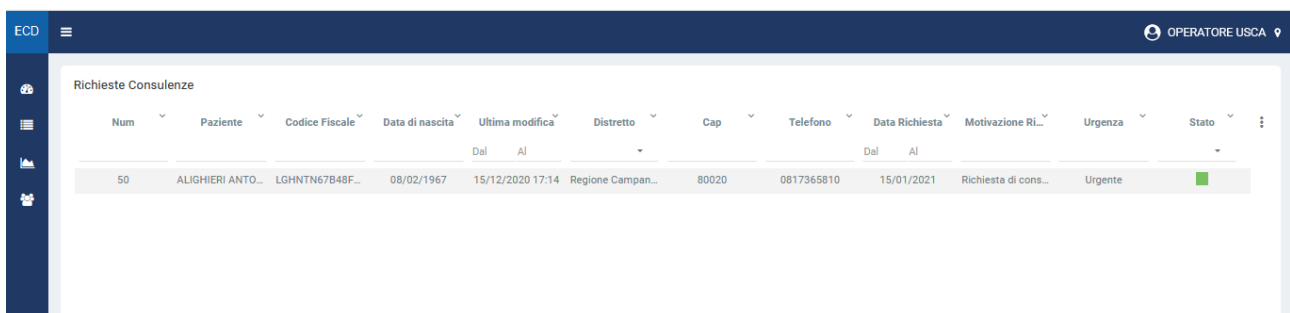 ECD OPERATORE USCA
Richieste Consulenze
Num Paziente Codice Fiscale Data di nascita Ultima modifica Distretto Cap Telefono Data Richiesta Motivazione Ri... Urgenza Stato
Dal Al Dal Al
50 ALIGHIERI ANTO... LGHNTN67B48F... 08/02/1967 15/12/2020 17:14 Regione Campan... 80020 0817365810 15/01/2021 Richiesta di cons... Urgente